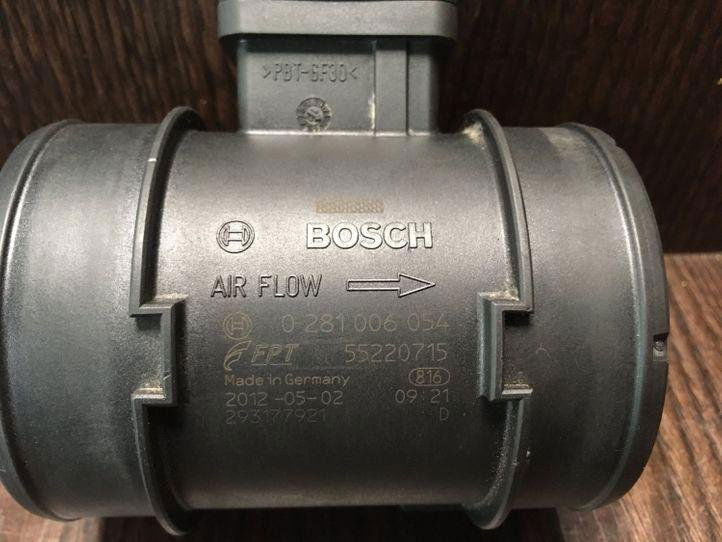 >PBT-GF30<
BOSCH
AIR FLOW
0 281 006 054
FPT 55220715
Made in Germany 816
2012-05-02 09:21
293177921 D